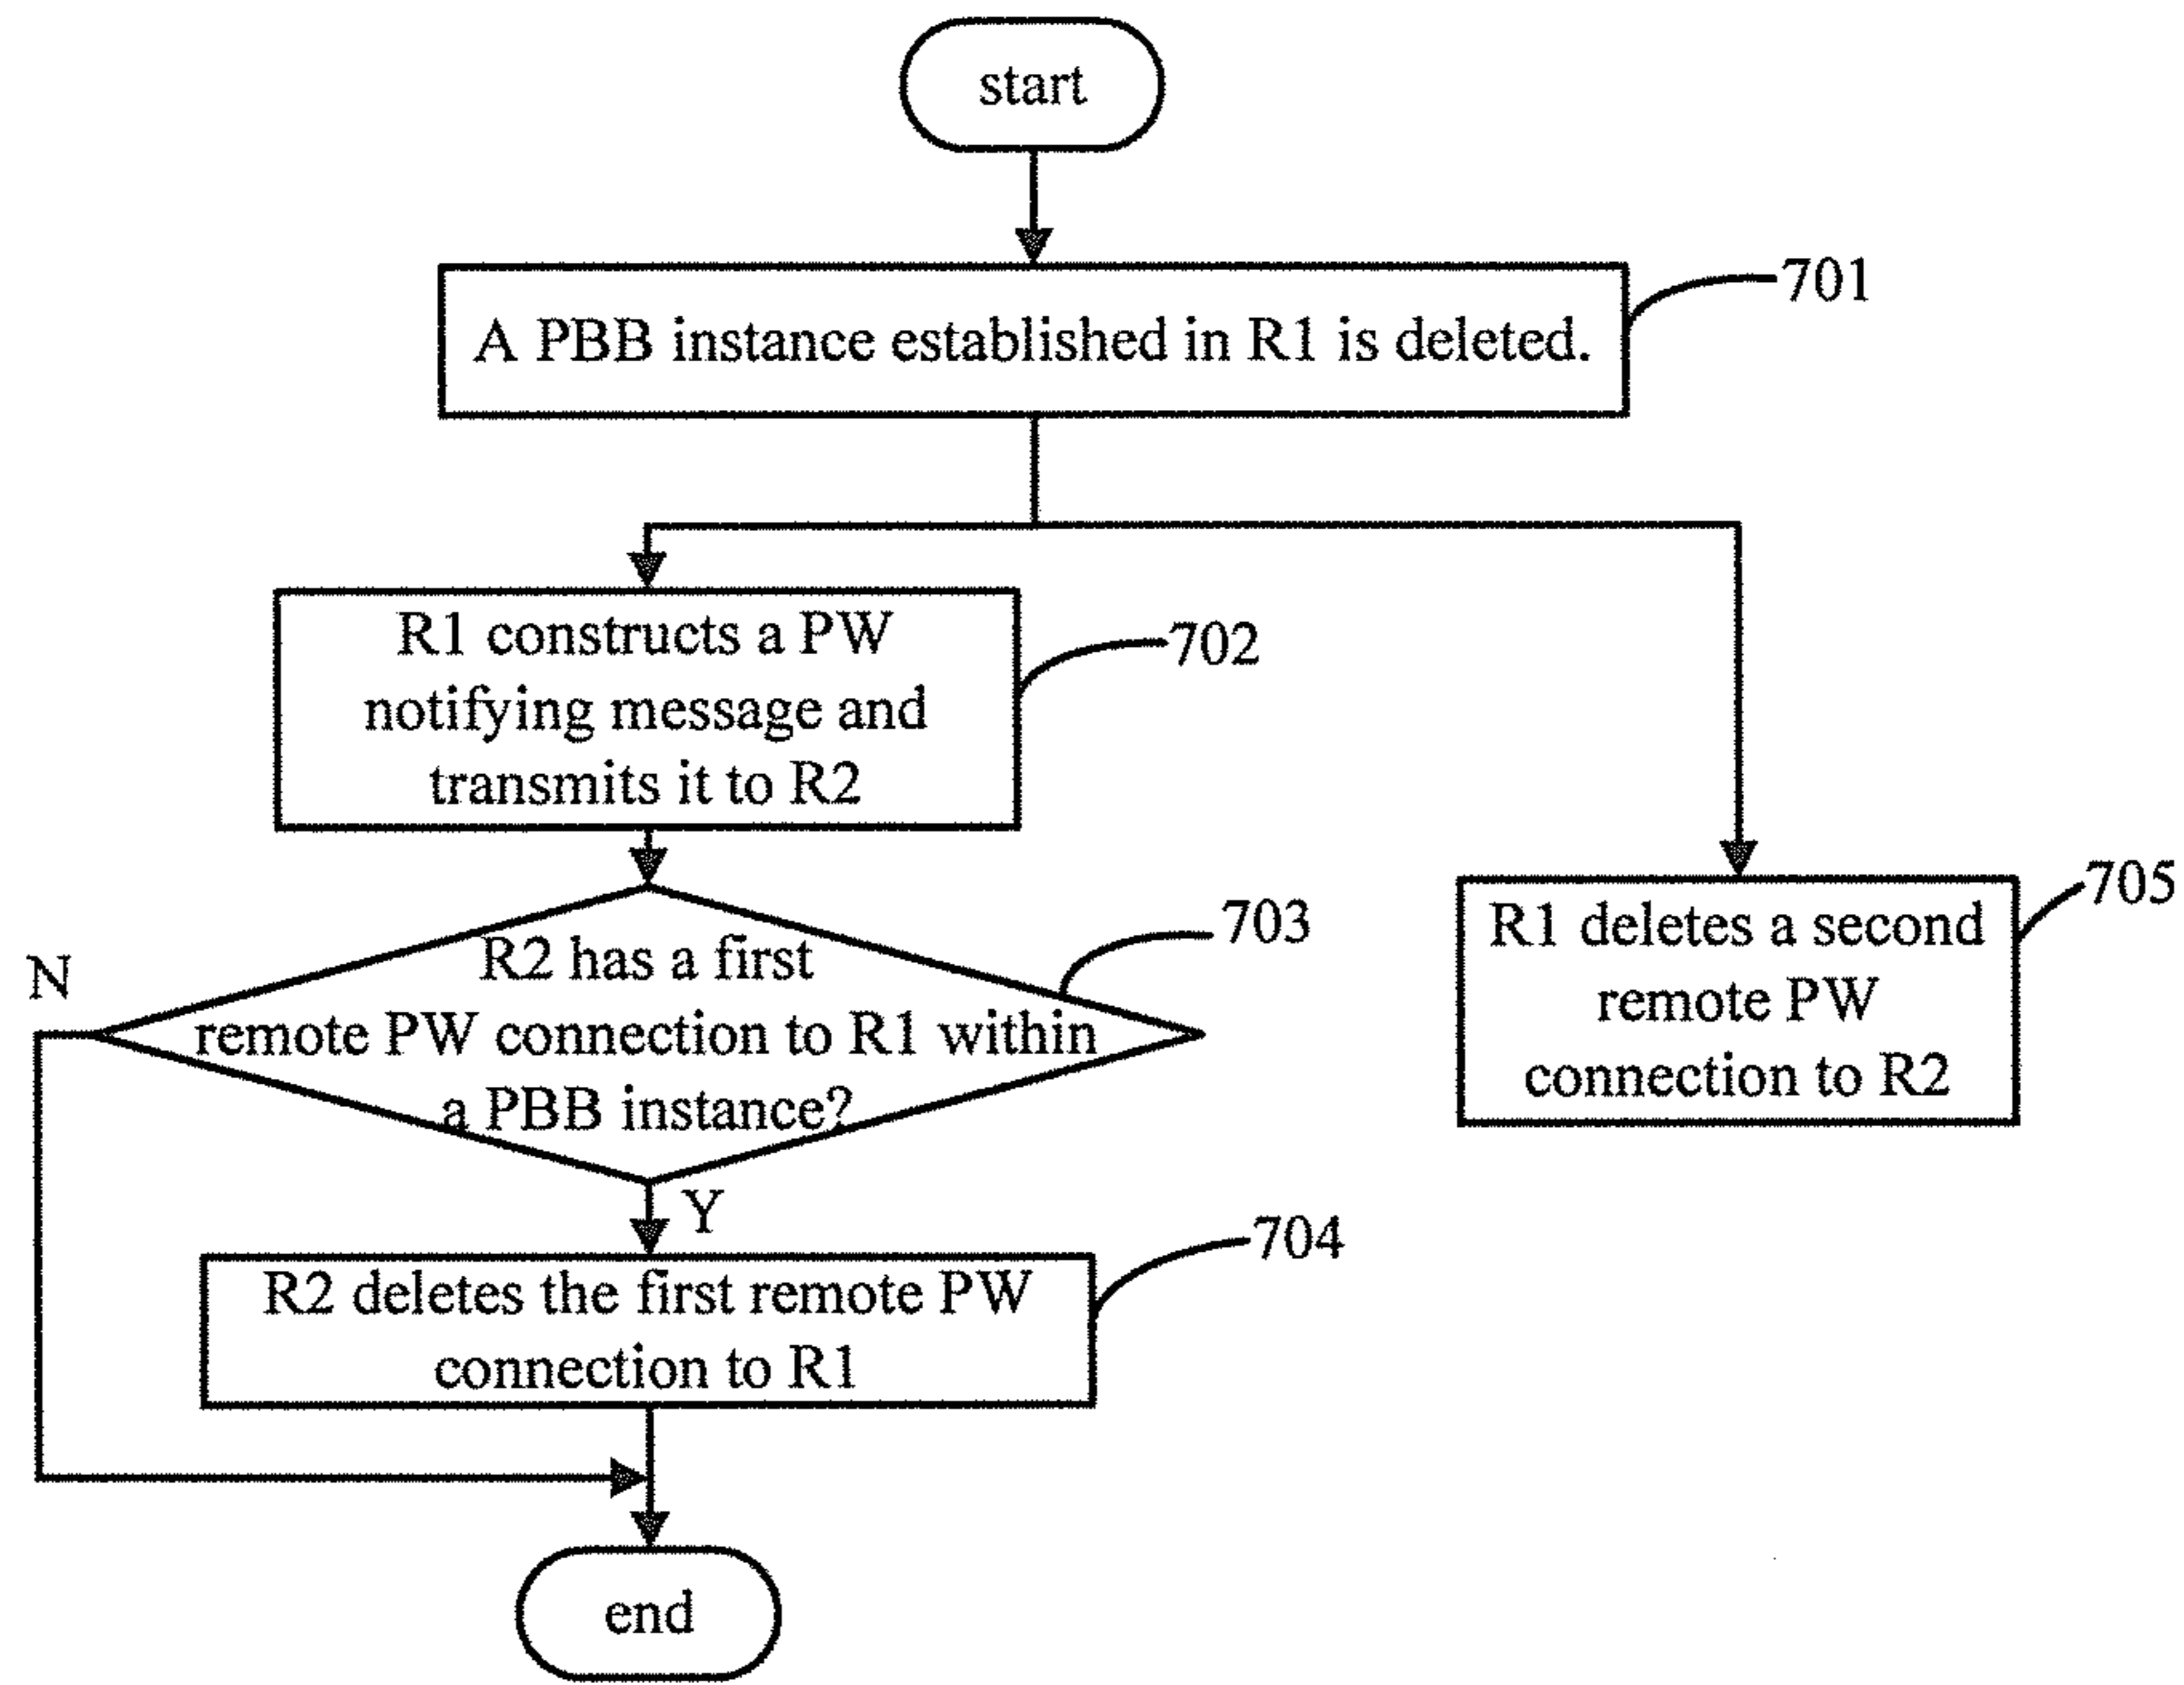 start
A PBB instance established in R1 is deleted.
701
R1 constructs a PW
notifying message and
transmits it to R2
702
R2 has a first
remote PW connection to R1 within
a PBB instance?
703
N
Y
R2 deletes the first remote PW
connection to R1
704
R1 deletes a second
remote PW
connection to R2
705
end